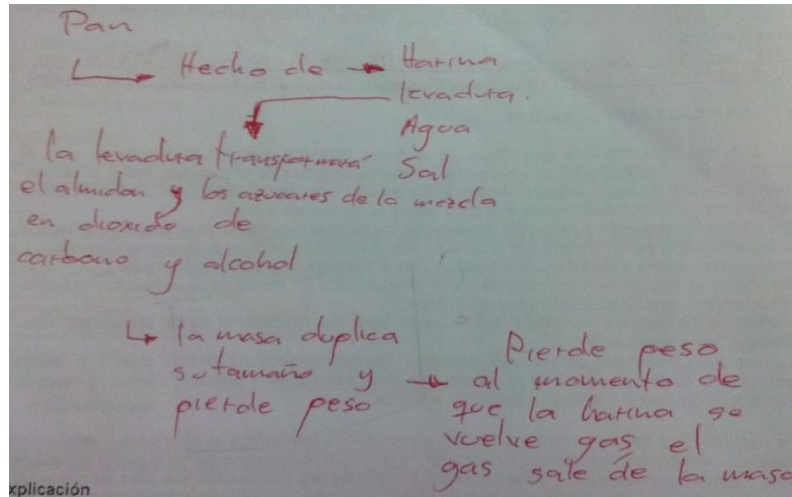 Pan
Hecho de → Harina
levadura.
Agua
Sal
la levadura transformará
el almidon y los azucares de la mezcla
en dioxido de
carbono y alcohol
la masa duplica
su tamaño y
pierde peso
Pierde peso
al momento de
que la harina se
vuelve gas el
gas sale de la masa
xplicación